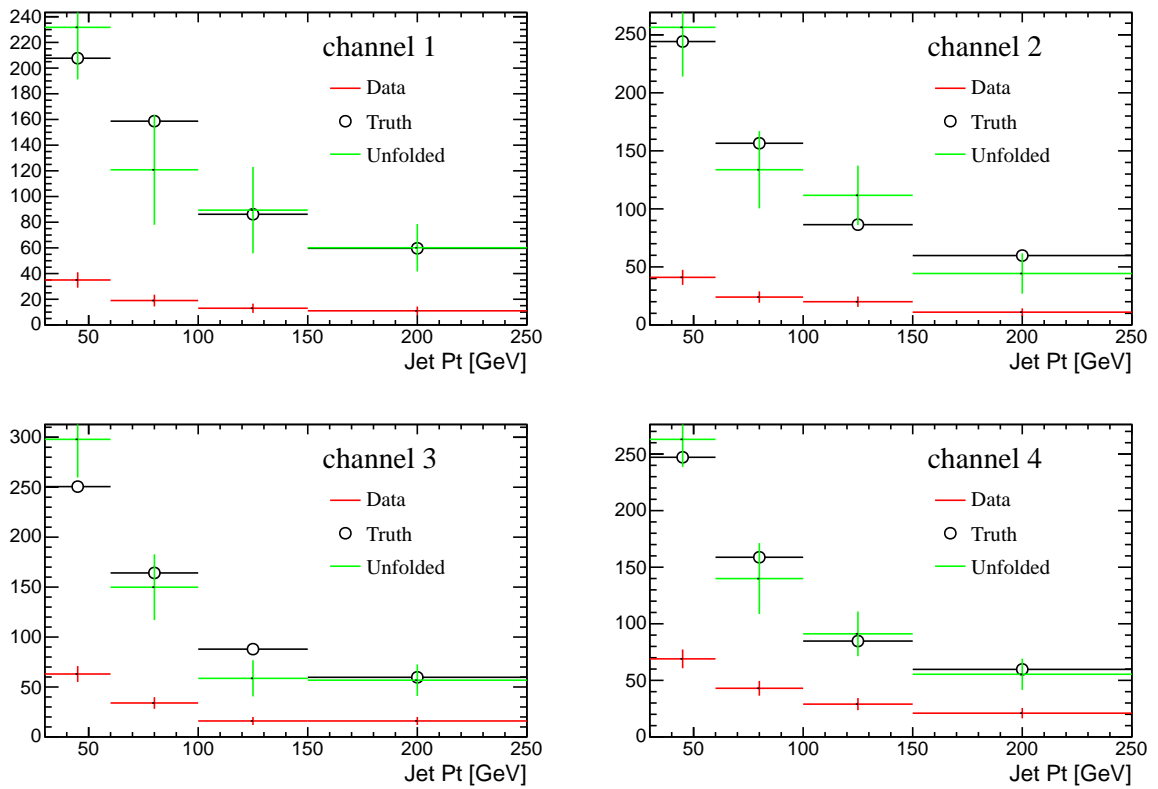 240
220
200
180
160
140
120
100
80
60
40
20
0
channel 1
Data
Truth
Unfolded
50 100 150 200 250
Jet Pt [GeV]
250
200
150
100
50
0
channel 2
Data
Truth
Unfolded
50 100 150 200 250
Jet Pt [GeV]
300
250
200
150
100
50
0
channel 3
Data
Truth
Unfolded
50 100 150 200 250
Jet Pt [GeV]
250
200
150
100
50
0
channel 4
Data
Truth
Unfolded
50 100 150 200 250
Jet Pt [GeV]